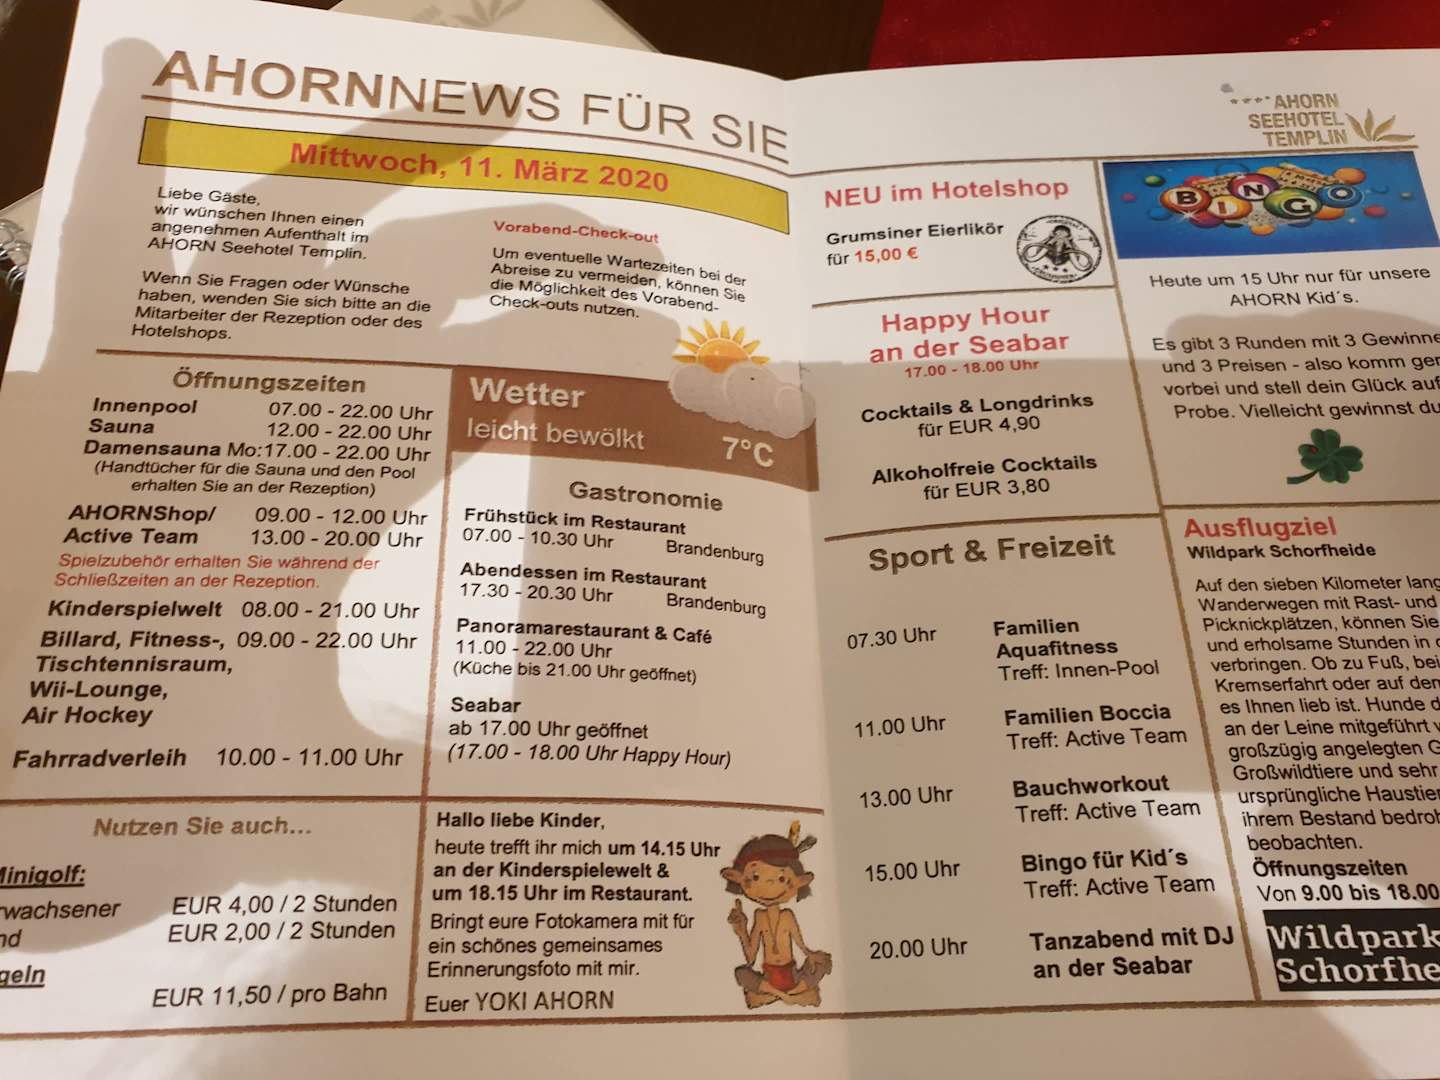 AHORNNEWS FÜR SIE
Mittwoch, 11. März 2020
Liebe Gäste,
wir wünschen Ihnen einen
angenehmen Aufenthalt im
AHORN Seehotel Templin.
Wenn Sie Fragen oder Wünsche
haben, wenden Sie sich bitte an die
Mitarbeiter der Rezeption oder des
Hotelshops.
Vorabend-Check-out
Um eventuelle Wartezeiten bei der
Abreise zu vermeiden, können Sie
die Möglichkeit des Vorabend-
Check-outs nutzen.
Öffnungszeiten
Innenpool 07.00 - 22.00 Uhr
Sauna 12.00 - 22.00 Uhr
Damensauna Mo:17.00 - 22.00 Uhr
(Handtücher für die Sauna und den Pool
erhalten Sie an der Rezeption)
AHORNShop/ 09.00 - 12.00 Uhr
Active Team 13.00 - 20.00 Uhr
Spielzubehör erhalten Sie während der
Schließzeiten an der Rezeption.
Kinderspielwelt 08.00 - 21.00 Uhr
Billard, Fitness-, 09.00 - 22.00 Uhr
Tischtennisraum,
Wii-Lounge,
Air Hockey
Fahrradverleih 10.00 - 11.00 Uhr
Wetter
leicht bewölkt 7°C
Gastronomie
Frühstück im Restaurant
07.00 - 10.30 Uhr Brandenburg
Abendessen im Restaurant
17.30 - 20.30 Uhr Brandenburg
Panoramarestaurant & Café
11.00 - 22.00 Uhr
(Küche bis 21.00 Uhr geöffnet)
Seabar
ab 17.00 Uhr geöffnet
(17.00 - 18.00 Uhr Happy Hour)
Nutzen Sie auch...
Minigolf:
rwachsener EUR 4,00 / 2 Stunden
nd EUR 2,00 / 2 Stunden
geln
EUR 11,50 / pro Bahn
Hallo liebe Kinder,
heute trefft ihr mich um 14.15 Uhr
an der Kinderspielewelt &
um 18.15 Uhr im Restaurant.
Bringt eure Fotokamera mit für
ein schönes gemeinsames
Erinnerungsfoto mit mir.
Euer YOKI AHORN
****AHORN
SEEHOTEL
TEMPLIN
NEU im Hotelshop
Grumsiner Eierlikör
für 15,00 €
Happy Hour
an der Seabar
17.00 - 18.00 Uhr
Cocktails & Longdrinks
für EUR 4,90
Alkoholfreie Cocktails
für EUR 3,80
Sport & Freizeit
07.30 Uhr Familien
Aquafitness
Treff: Innen-Pool
11.00 Uhr Familien Boccia
Treff: Active Team
13.00 Uhr Bauchworkout
Treff: Active Team
15.00 Uhr Bingo für Kid´s
Treff: Active Team
20.00 Uhr Tanzabend mit DJ
an der Seabar
BINGO
Heute um 15 Uhr nur für unsere
AHORN Kid´s.
Es gibt 3 Runden mit 3 Gewinne
und 3 Preisen - also komm ger
vorbei und stell dein Glück auf
Probe. Vielleicht gewinnst du
Ausflugziel
Wildpark Schorfheide
Auf den sieben Kilometer lang
Wanderwegen mit Rast- und
Picknickplätzen, können Sie
und erholsame Stunden in d
verbringen. Ob zu Fuß, bei
Kremserfahrt oder auf dem
es Ihnen lieb ist. Hunde d
an der Leine mitgeführt
großzügig angelegten G
Großwildtiere und sehr
ursprüngliche Haustier
ihrem Bestand bedroh
beobachten.
Öffnungszeiten
Von 9.00 bis 18.00
Wildpark
Schorfhe